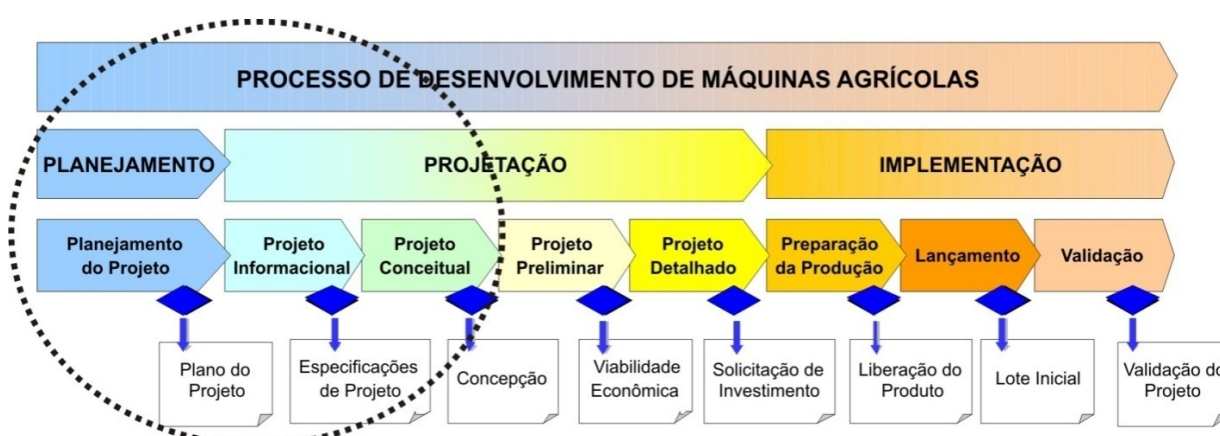 PROCESSO DE DESENVOLVIMENTO DE MÁQUINAS AGRÍCOLAS
PLANEJAMENTO
PROJETAÇÃO
IMPLEMENTAÇÃO
Planejamento
do Projeto
Projeto
Informacional
Projeto
Conceitual
Projeto
Preliminar
Projeto
Detalhado
Preparação
da Produção
Lançamento
Validação
Plano do
Projeto
Especificações
de Projeto
Concepção
Viabilidade
Econômica
Solicitação de
Investimento
Liberação do
Produto
Lote Inicial
Validação do
Projeto